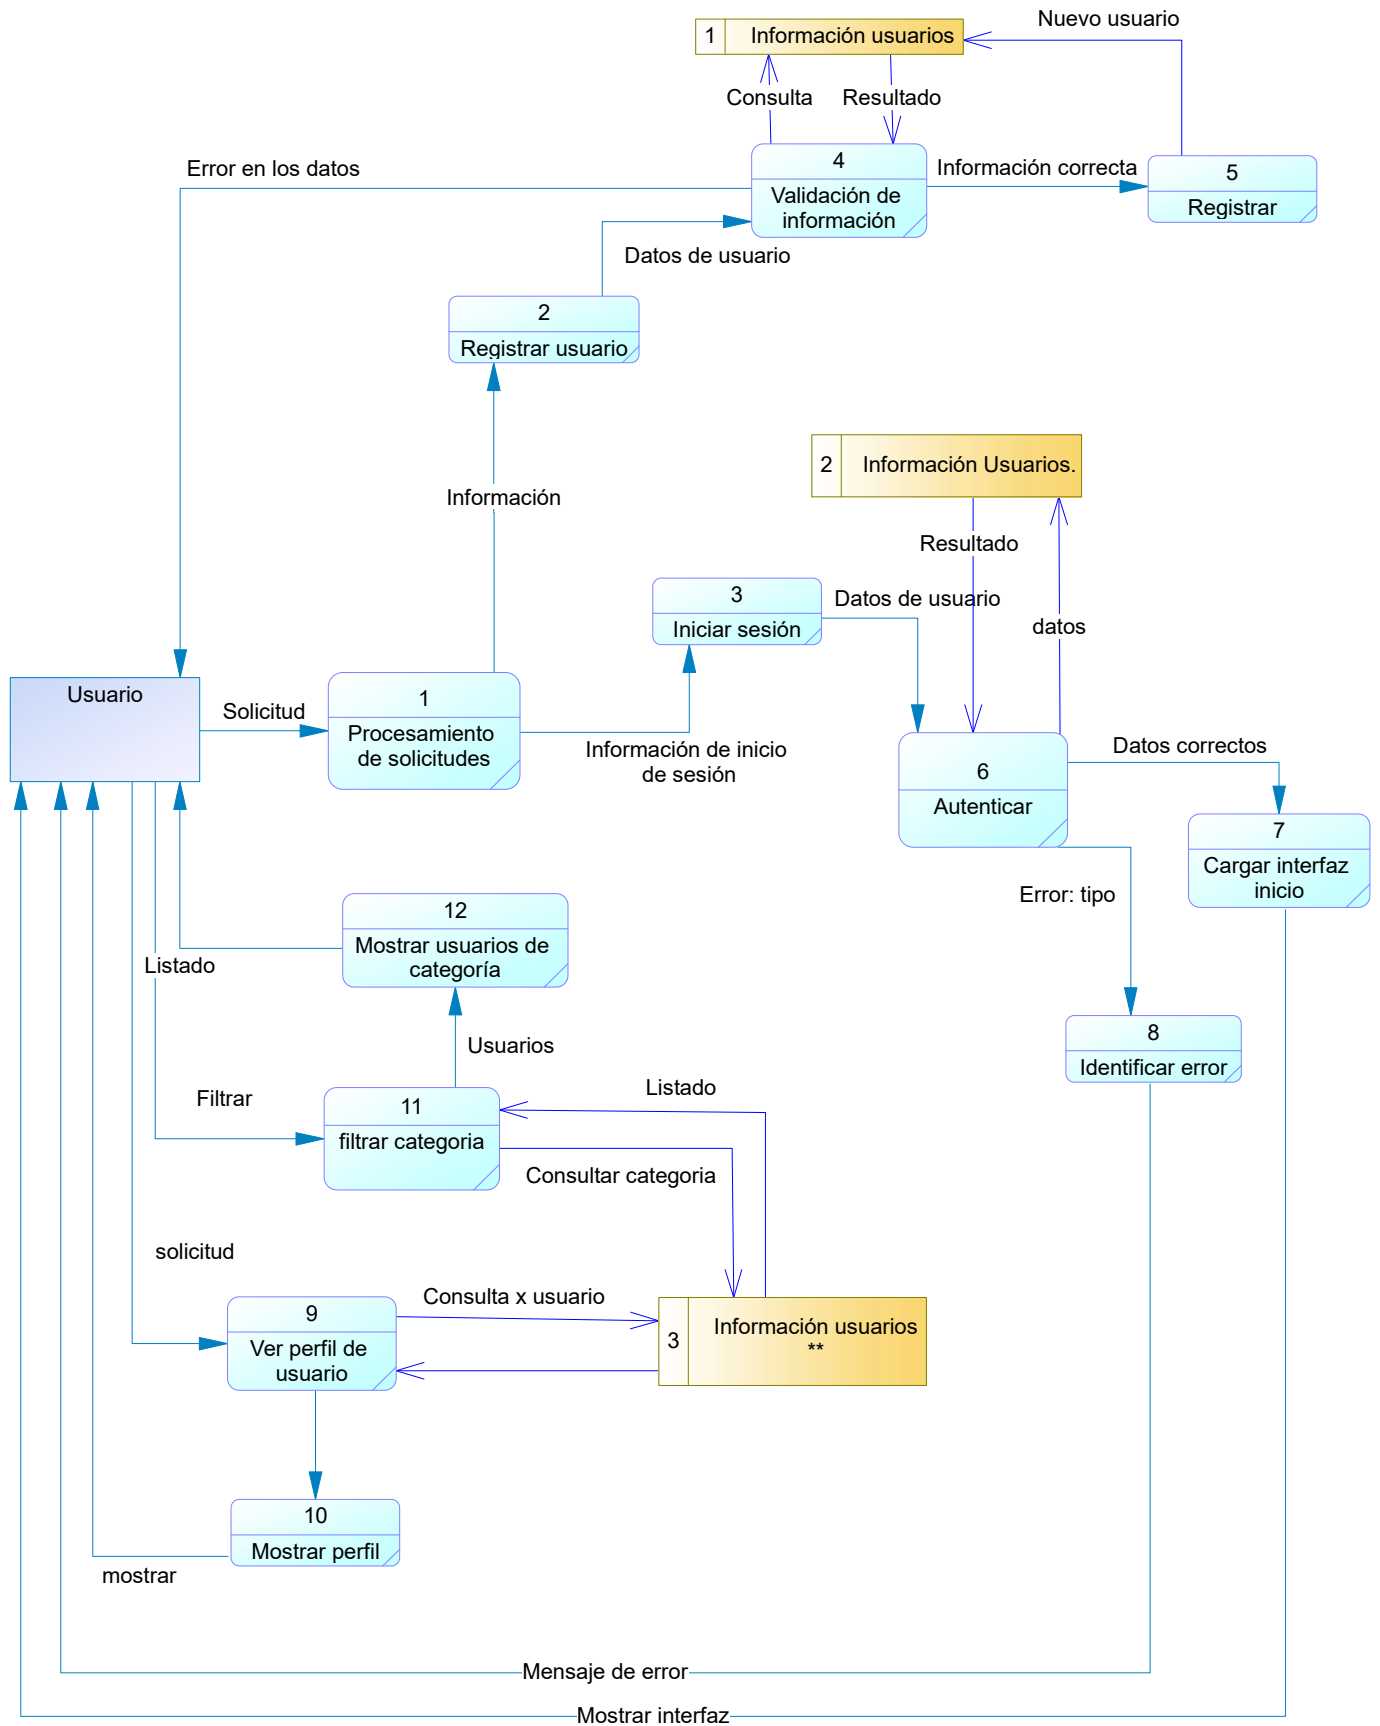 Nuevo usuario
1
Información usuarios
Consulta
Resultado
Error en los datos
4
Validación de
información
Información correcta
5
Registrar
Datos de usuario
2
Registrar usuario
Información
2
Información Usuarios.
Resultado
datos
3
Iniciar sesión
Datos de usuario
Usuario
Solicitud
1
Procesamiento
de solicitudes
Información de inicio
de sesión
6
Autenticar
Datos correctos
7
Cargar interfaz
inicio
Error: tipo
8
Identificar error
12
Mostrar usuarios de
categoría
Listado
Usuarios
Filtrar
11
filtrar categoria
Listado
Consultar categoria
solicitud
9
Ver perfil de
usuario
Consulta x usuario
3
Información usuarios
**
10
Mostrar perfil
mostrar
Mensaje de error
Mostrar interfaz